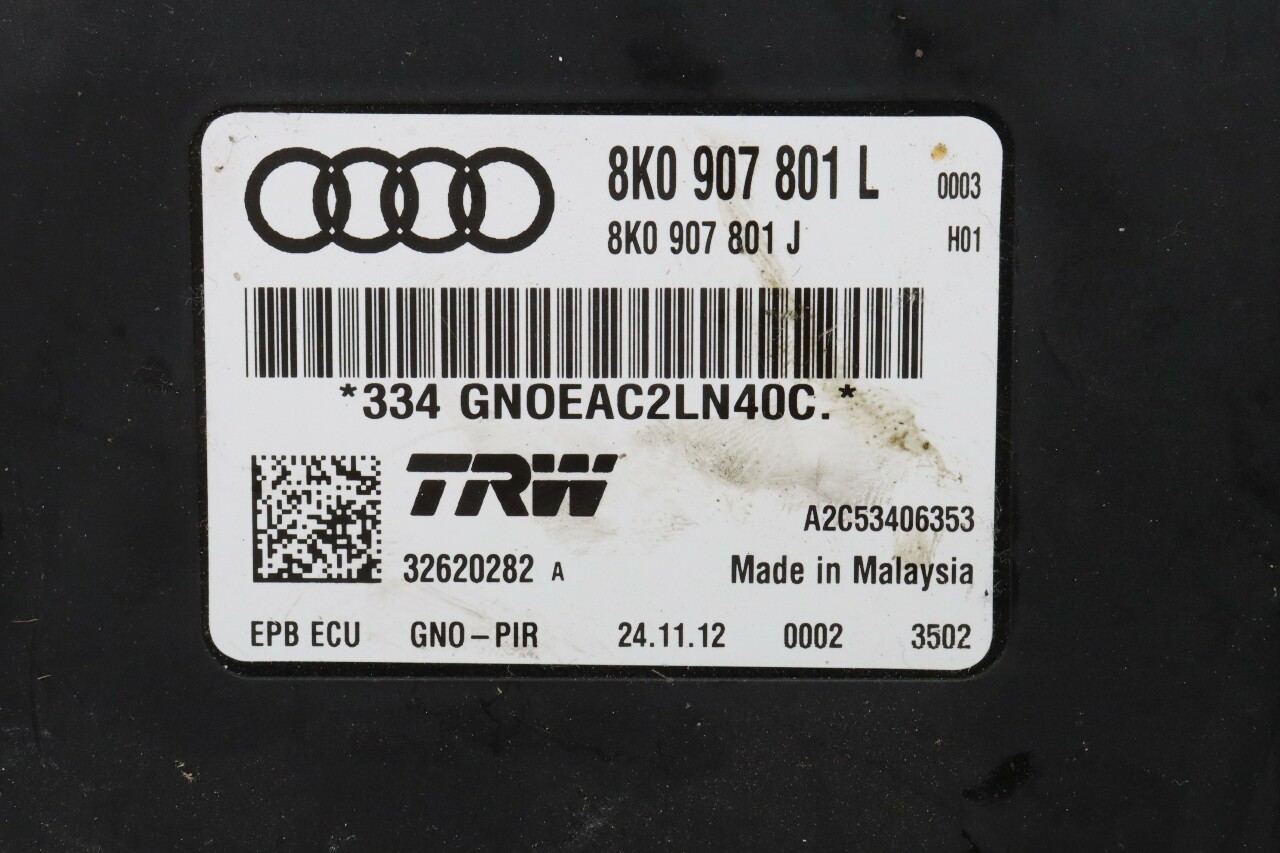 8K0 907 801 L 0003
8K0 907 801 J H01
*334 GNOEAC2LN40C.*
TRW
A2C53406353
32620282 A Made in Malaysia
EPB ECU GNO-PIR 24.11.12 0002 3502